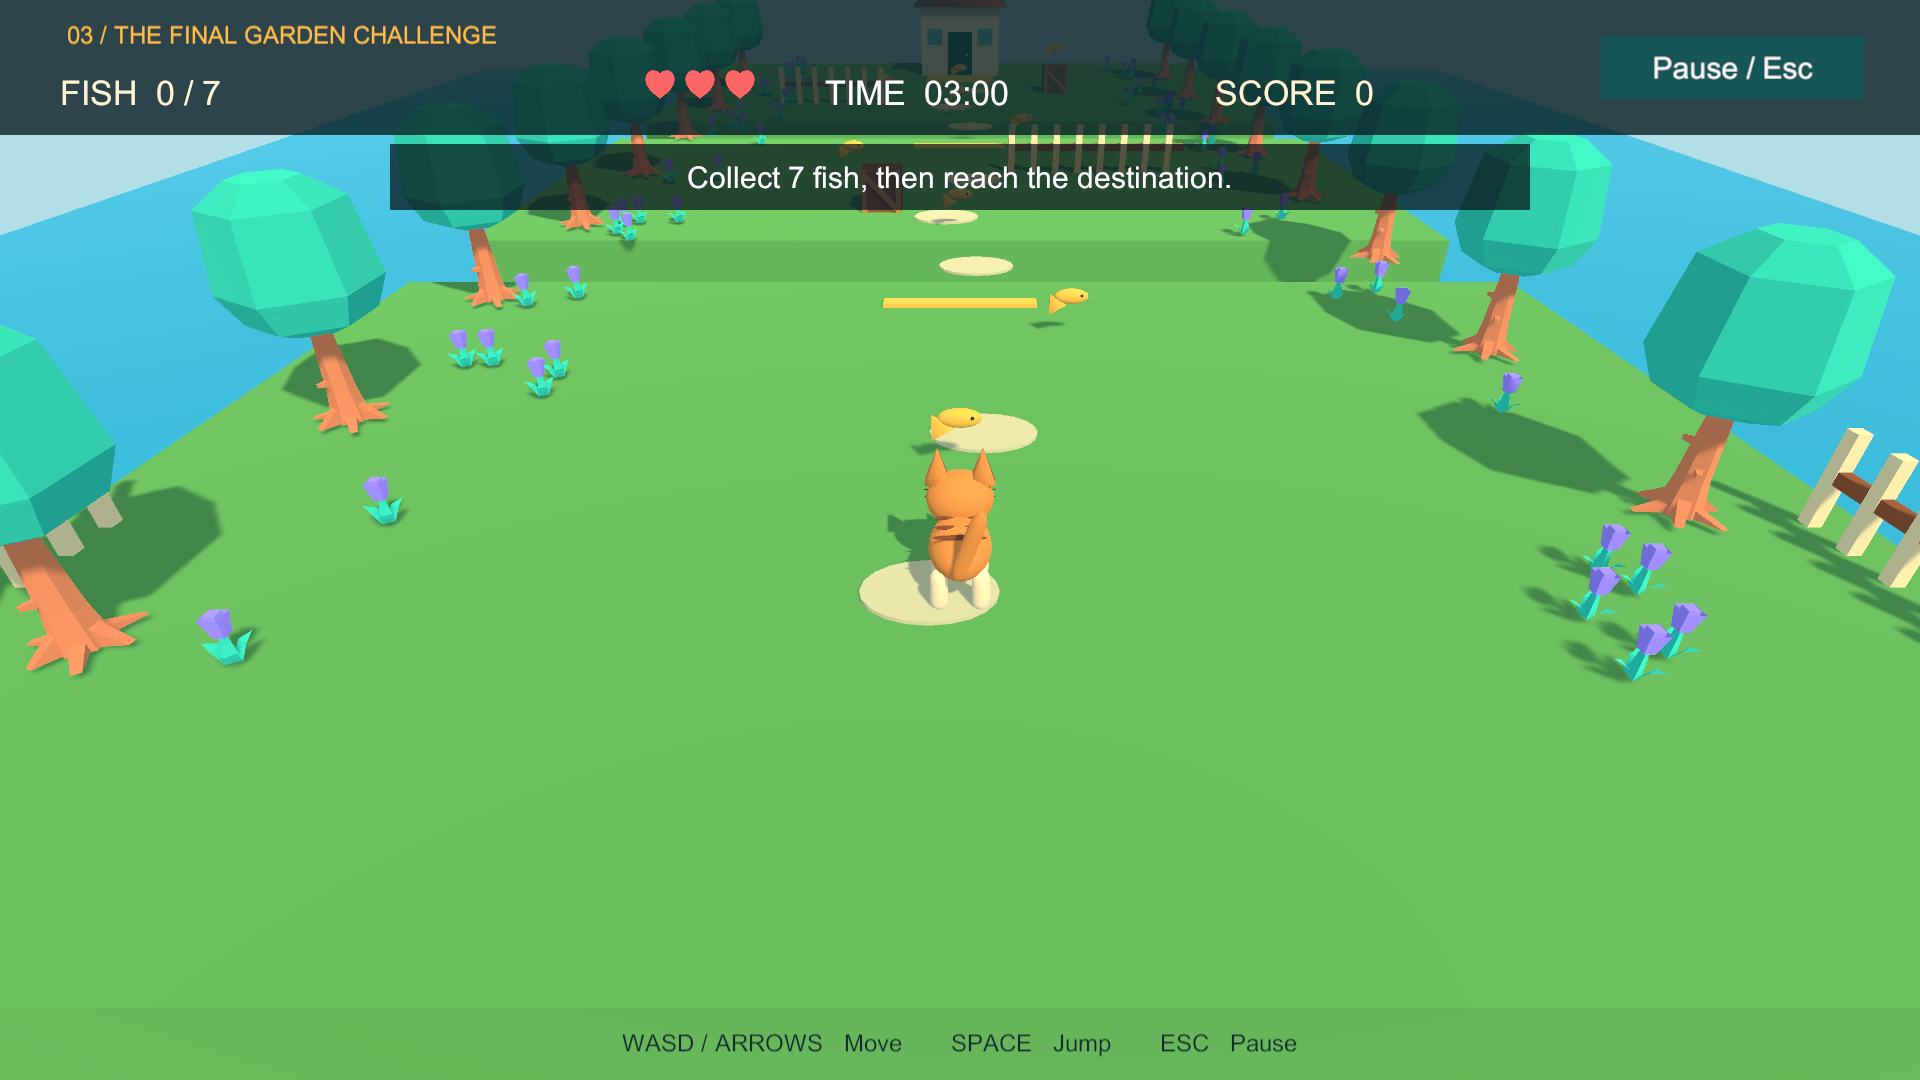 03 / THE FINAL GARDEN CHALLENGE
FISH 0 / 7
TIME 03:00
SCORE 0
Pause / Esc
Collect 7 fish, then reach the destination.
WASD / ARROWS Move SPACE Jump ESC Pause